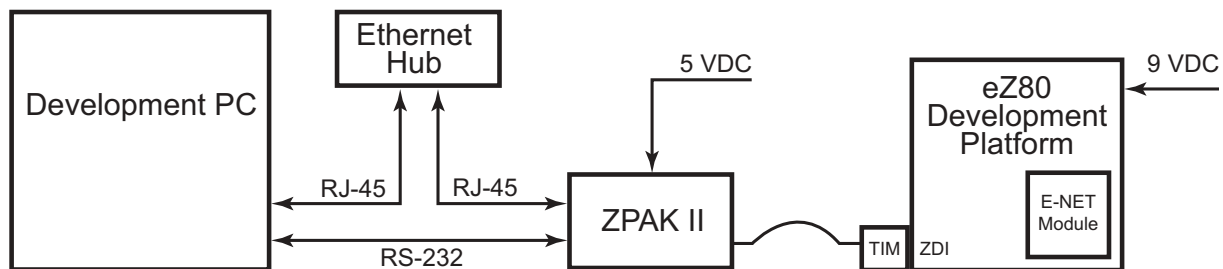 Development PC
Ethernet
Hub
5 VDC
9 VDC
eZ80
Development
Platform
RJ-45
RJ-45
ZPAK II
E-NET
Module
RS-232
TIM
ZDI